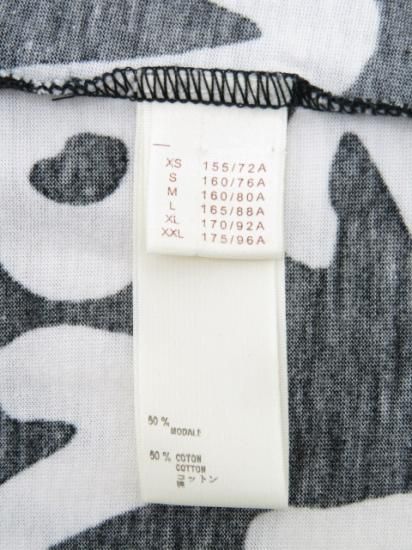 XS 155/72A
S 160/76A
M 160/80A
L 165/88A
XL 170/92A
XXL 175/96A
50 %
MODALE
50 % COTON
COTTON
コットン
棉